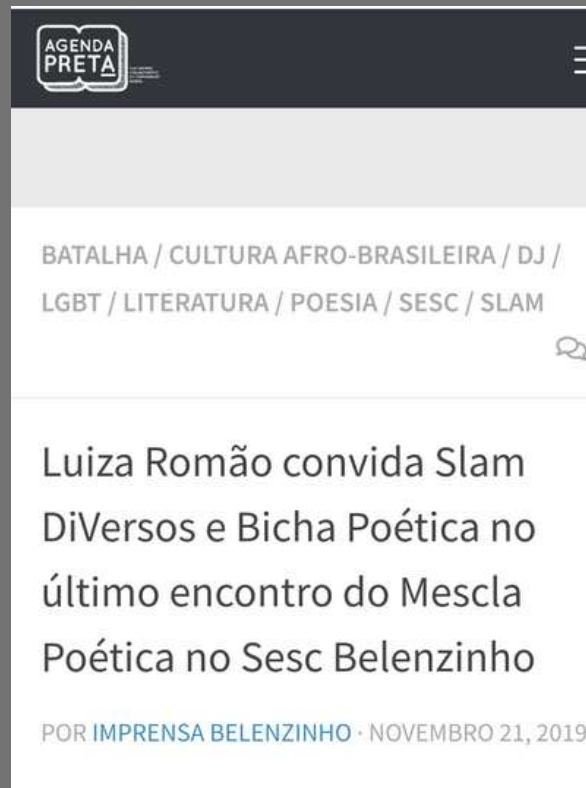 AGENDA
PRETA
BATALHA / CULTURA AFRO-BRASILEIRA / DJ /
LGBT / LITERATURA / POESIA / SESC / SLAM
Luiza Romão convida Slam
DiVersos e Bicha Poética no
último encontro do Mescla
Poética no Sesc Belenzinho
POR IMPRENSA BELENZINHO · NOVEMBRO 21, 2019